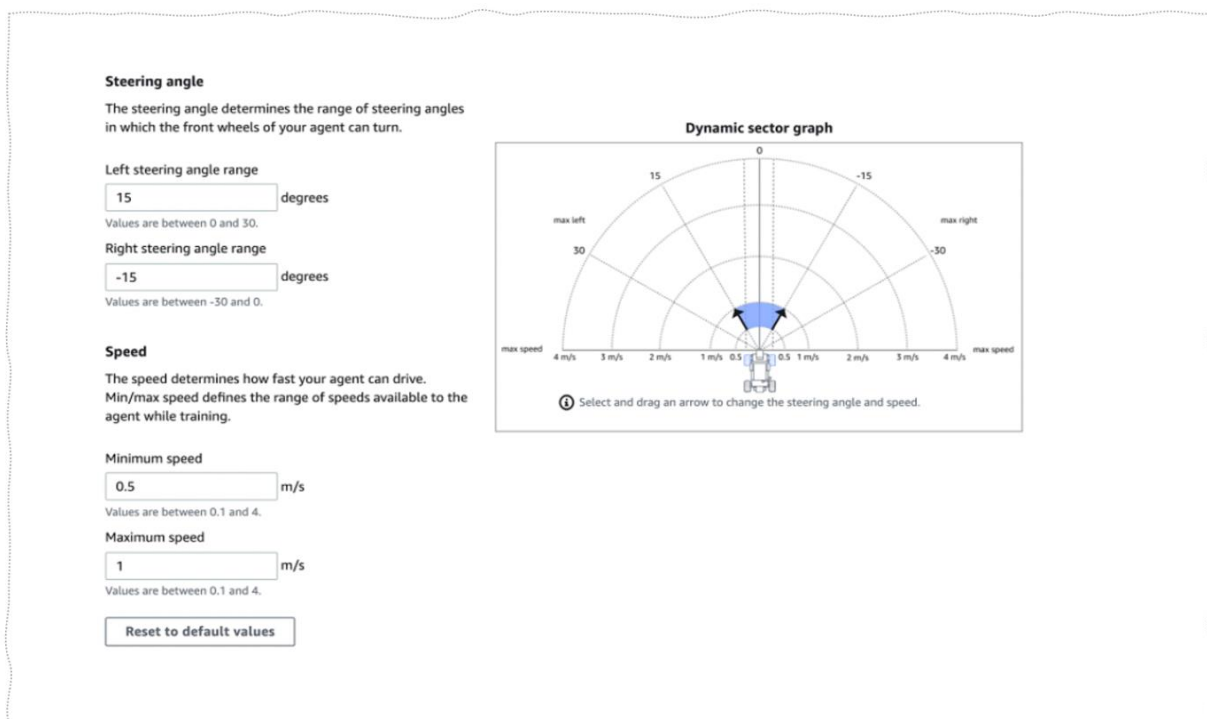 Steering angle
The steering angle determines the range of steering angles
in which the front wheels of your agent can turn.
Left steering angle range
15 degrees
Values are between 0 and 30.
Right steering angle range
-15 degrees
Values are between -30 and 0.
Speed
The speed determines how fast your agent can drive.
Min/max speed defines the range of speeds available to the
agent while training.
Minimum speed
0.5 m/s
Values are between 0.1 and 4.
Maximum speed
1 m/s
Values are between 0.1 and 4.
Reset to default values
Dynamic sector graph
0
15 -15
max left max right
30 -30
max speed 4 m/s 3 m/s 2 m/s 1 m/s 0.5 0.5 1 m/s 2 m/s 3 m/s 4 m/s max speed
Select and drag an arrow to change the steering angle and speed.